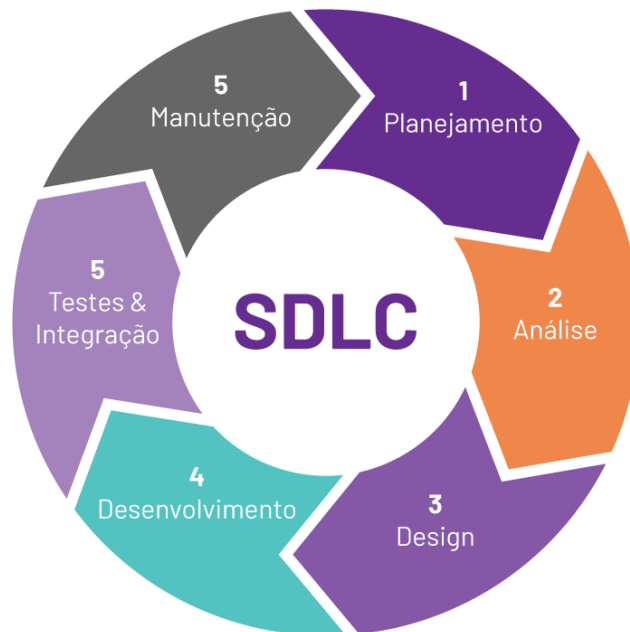 SDLC
1
Planejamento
2
Análise
3
Design
4
Desenvolvimento
5
Testes &
Integração
5
Manutenção